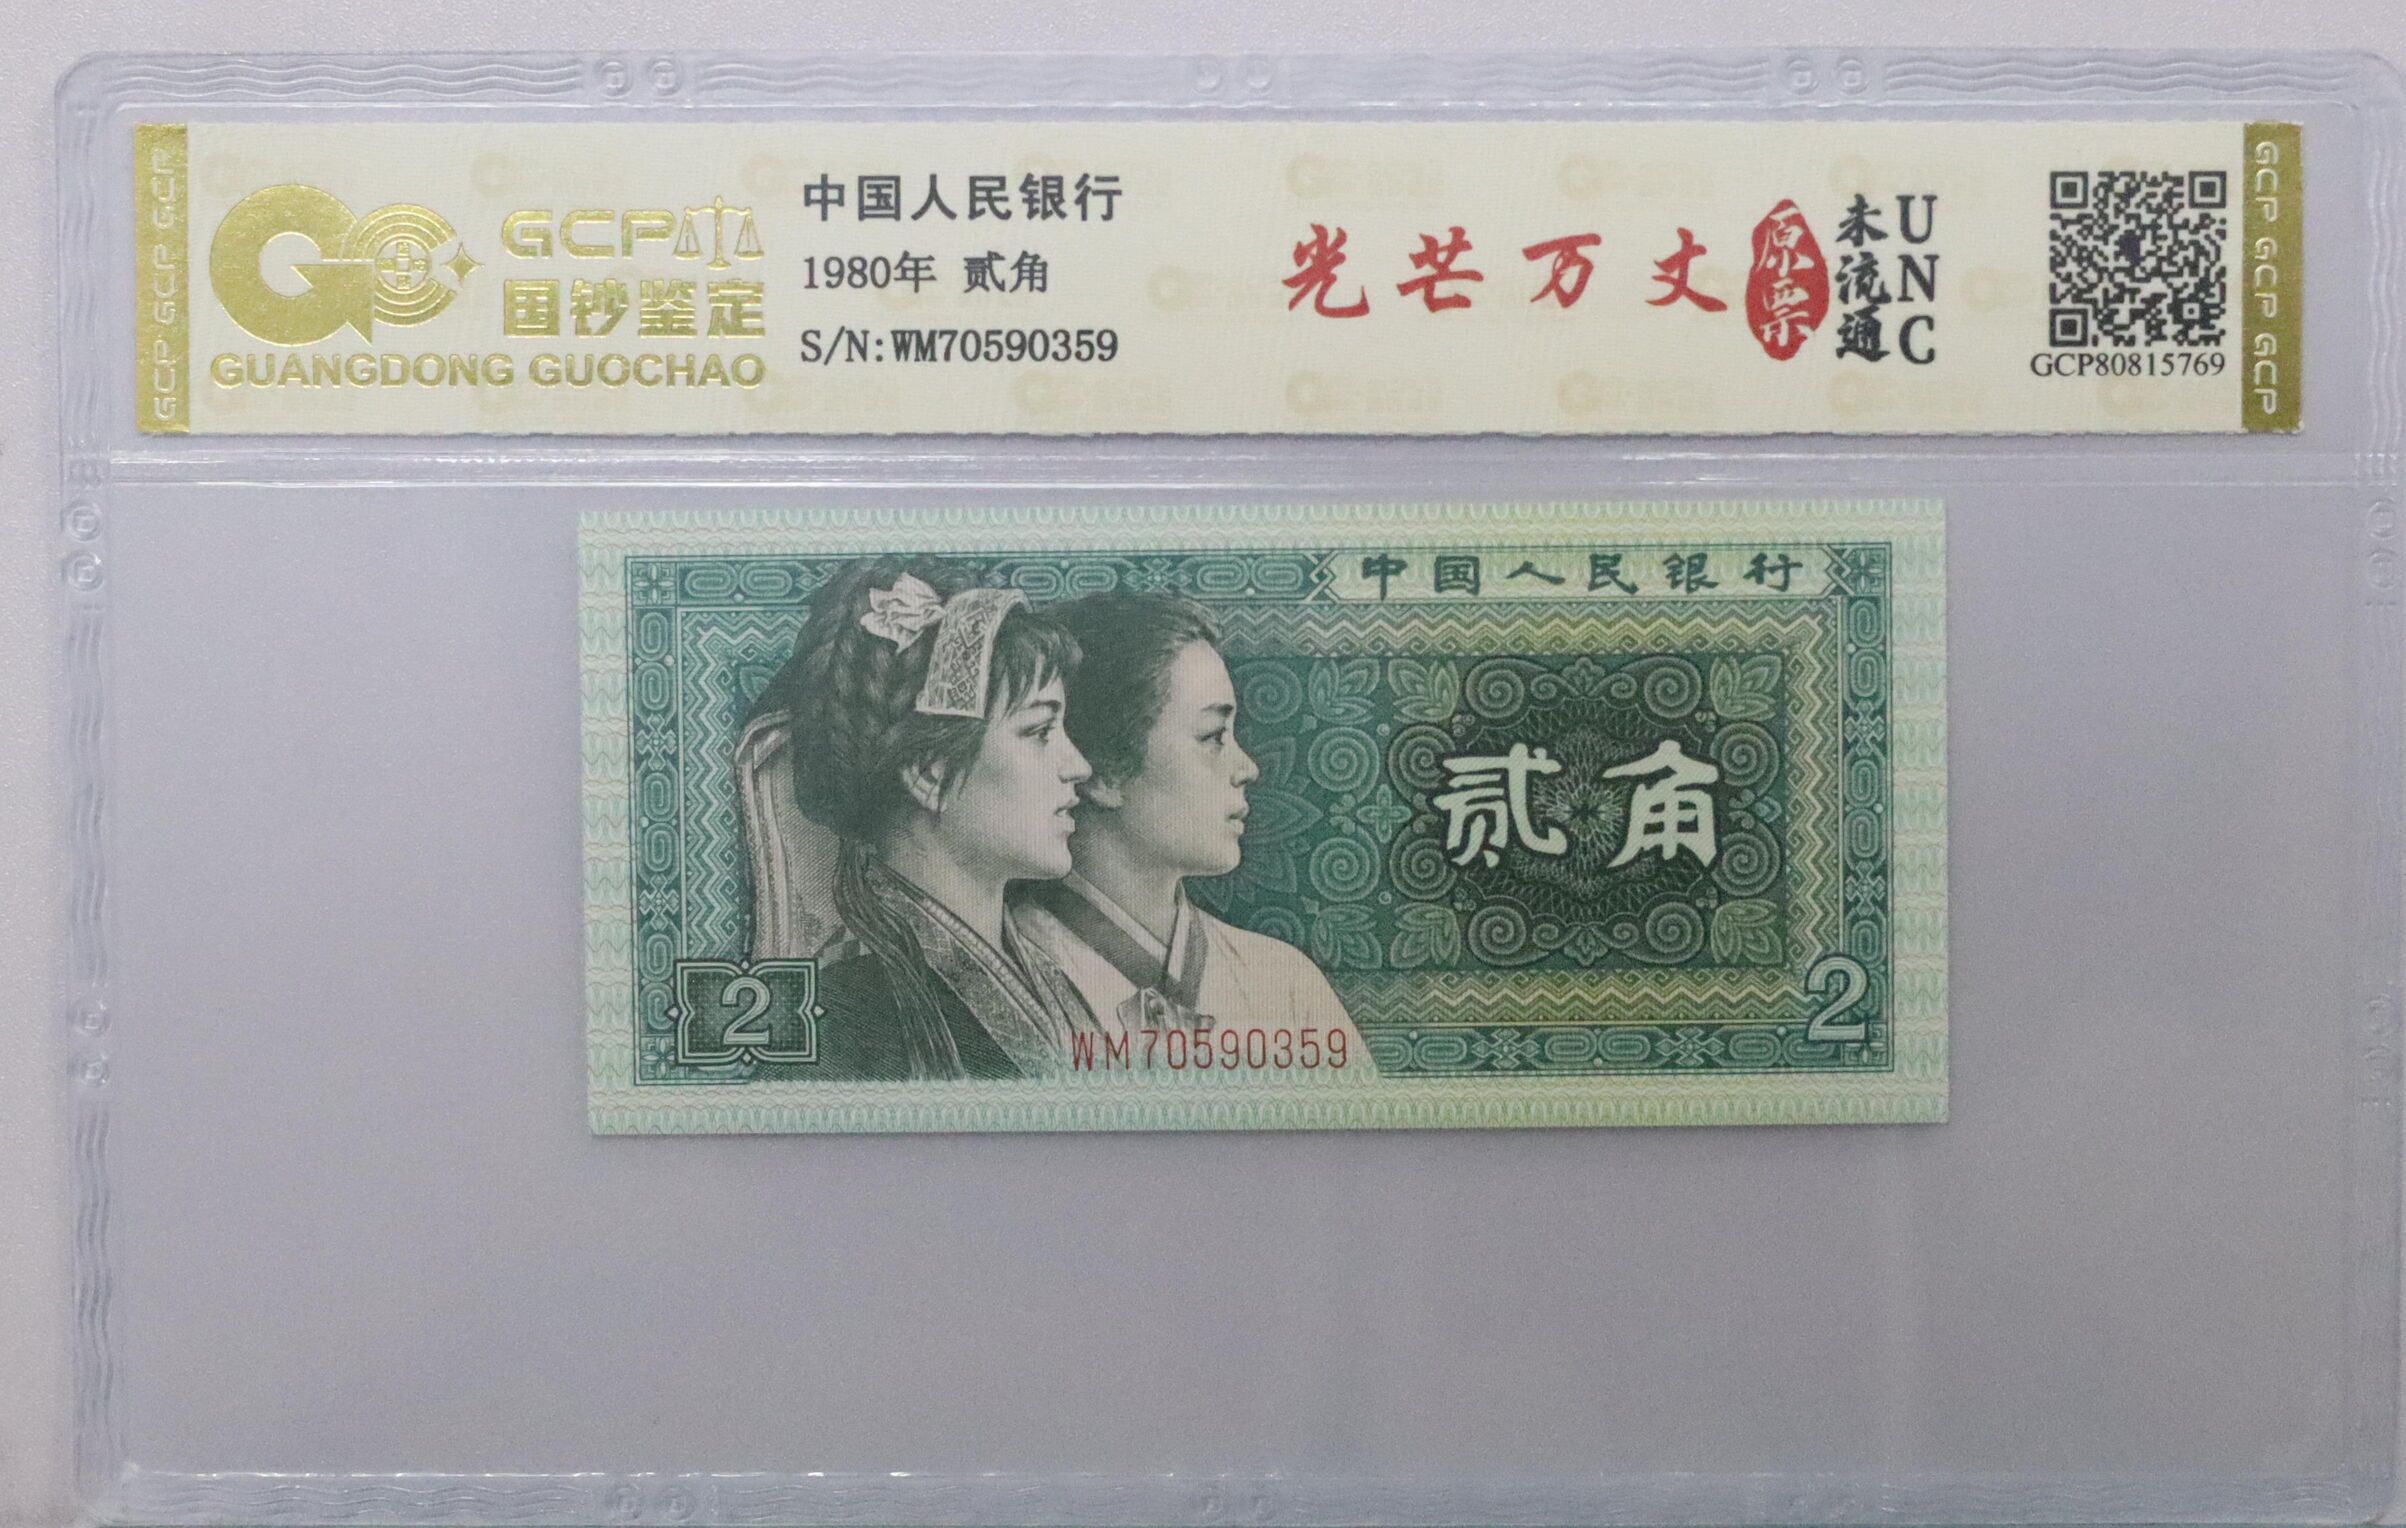 GCP GCP GCP
GCP
国钞鉴定
GUANGDONG GUOCHAO
中国人民银行
1980年 贰角
S/N:WM70590359
光芒万丈
原票
未流通
UNC
GCP80815769
GCP GCP GCP
中国人民银行
贰角
2
2
WM70590359